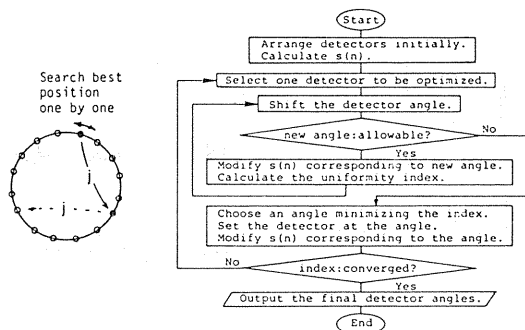 Search best
position
one by one
j
j
Start
Arrange detectors initially.
Calculate s(n).
Select one detector to be optimized.
Shift the detector angle.
new angle:allowable?
No
Yes
Modify s(n) corresponding to new angle.
Calculate the uniformity index.
Choose an angle minimizing the index.
Set the detector at the angle.
Modify s(n) corresponding to the angle.
No
index:converged?
Yes
Output the final detector angles.
End